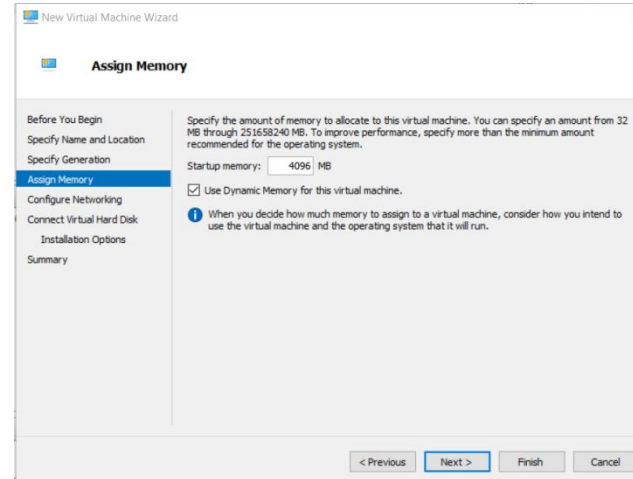 New Virtual Machine Wizard
Assign Memory
Before You Begin
Specify Name and Location
Specify Generation
Assign Memory
Configure Networking
Connect Virtual Hard Disk
Installation Options
Summary
Specify the amount of memory to allocate to this virtual machine. You can specify an amount from 32
MB through 251658240 MB. To improve performance, specify more than the minimum amount
recommended for the operating system.
Startup memory: 4096 MB
Use Dynamic Memory for this virtual machine.
When you decide how much memory to assign to a virtual machine, consider how you intend to
use the virtual machine and the operating system that it will run.
< Previous Next > Finish Cancel